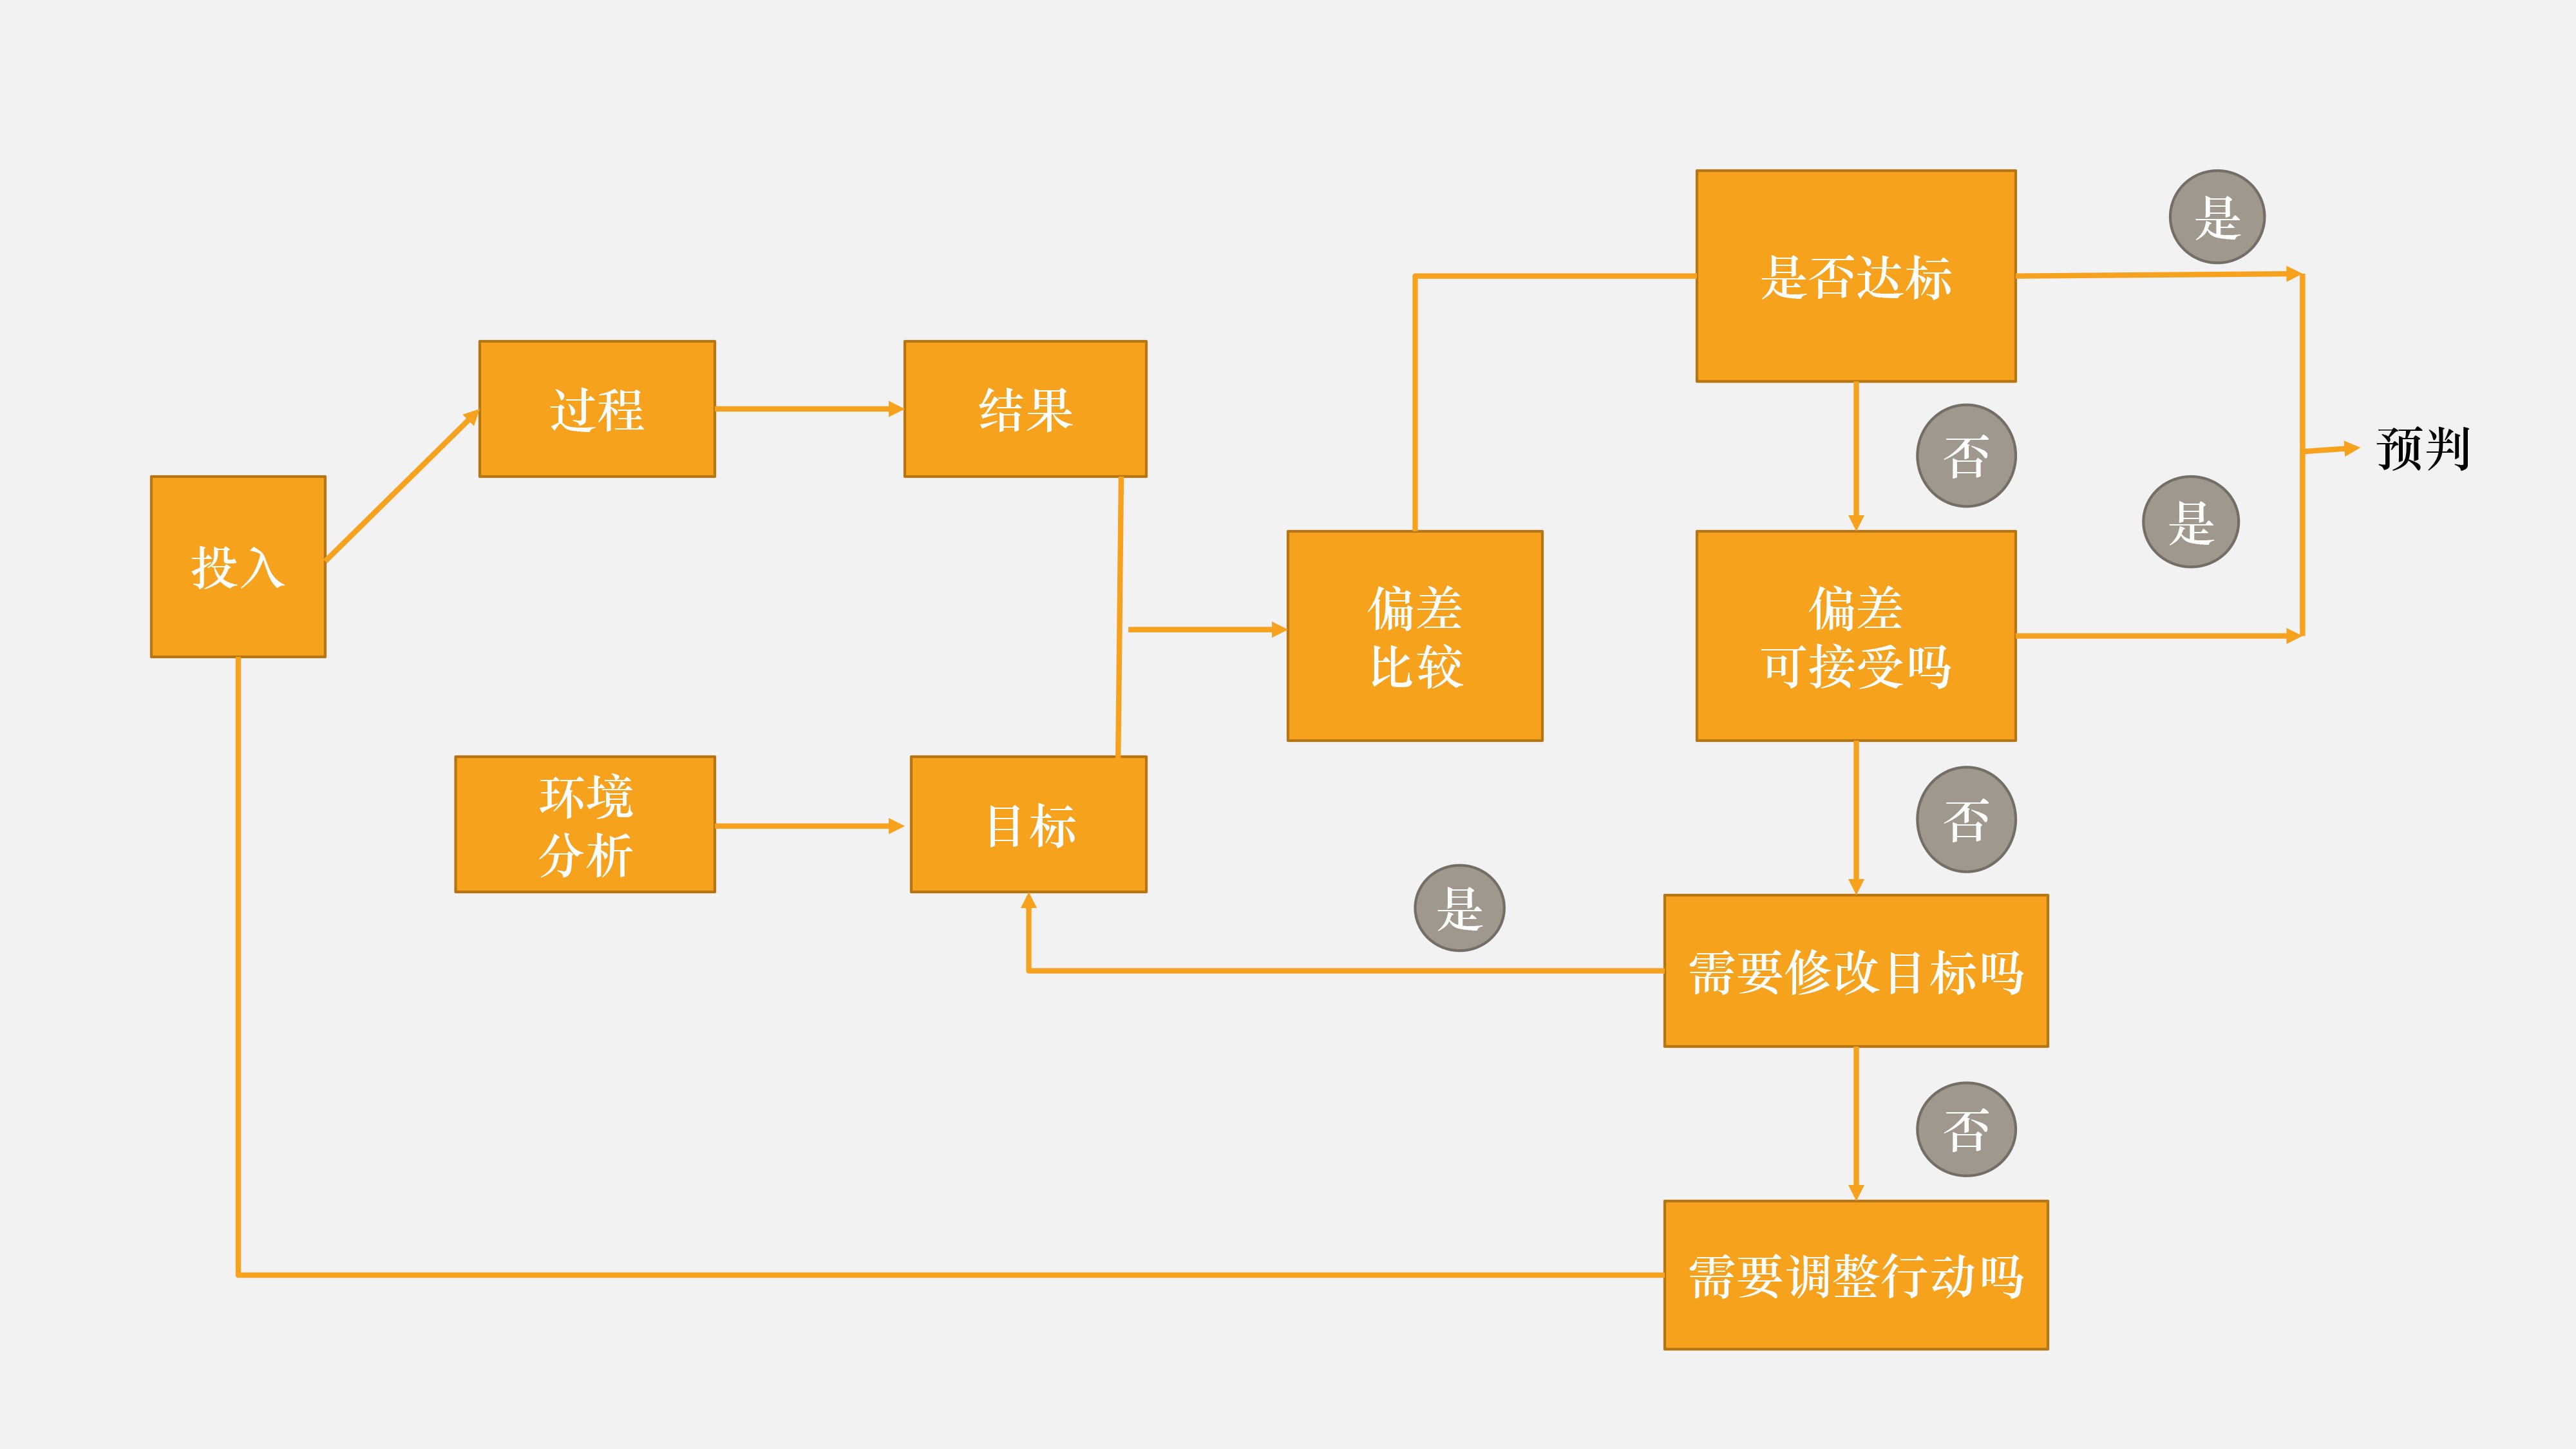 投入
过程
结果
环境
分析
目标
偏差
比较
是否达标
是
否
偏差
可接受吗
是
预判
否
需要修改目标吗
是
否
需要调整行动吗